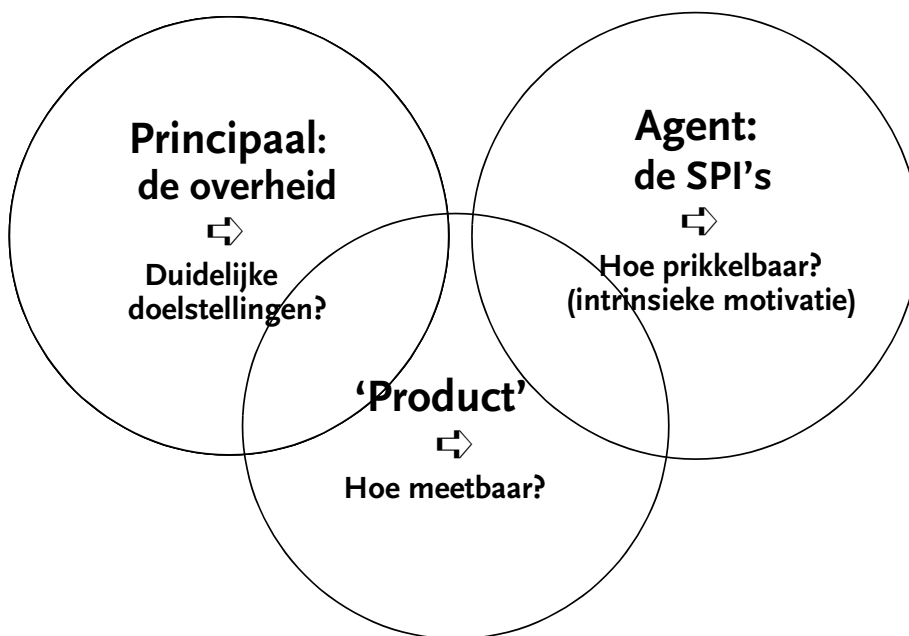 Principaal:
de overheid
Duidelijke
doelstellingen?
Agent:
de SPI’s
Hoe prikkelbaar?
(intrinsieke motivatie)
‘Product’
Hoe meetbaar?